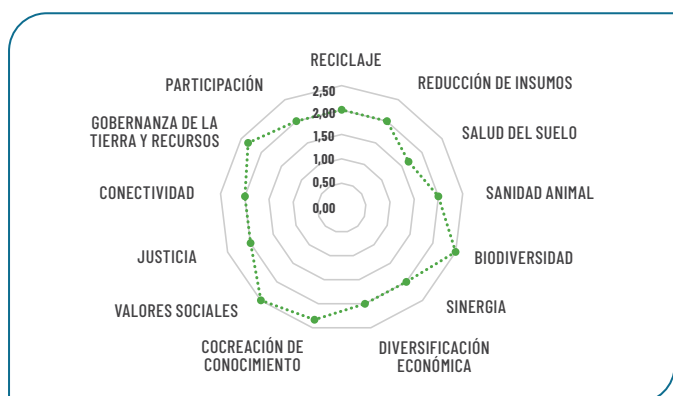 RECICLAJE
REDUCCIÓN DE INSUMOS
SALUD DEL SUELO
SANIDAD ANIMAL
BIODIVERSIDAD
SINERGIA
DIVERSIFICACIÓN
ECONÓMICA
COCREACIÓN DE
CONOCIMIENTO
VALORES SOCIALES
JUSTICIA
CONECTIVIDAD
GOBERNANZA DE LA
TIERRA Y RECURSOS
PARTICIPACIÓN
2,50
2,00
1,50
1,00
0,50
0,00